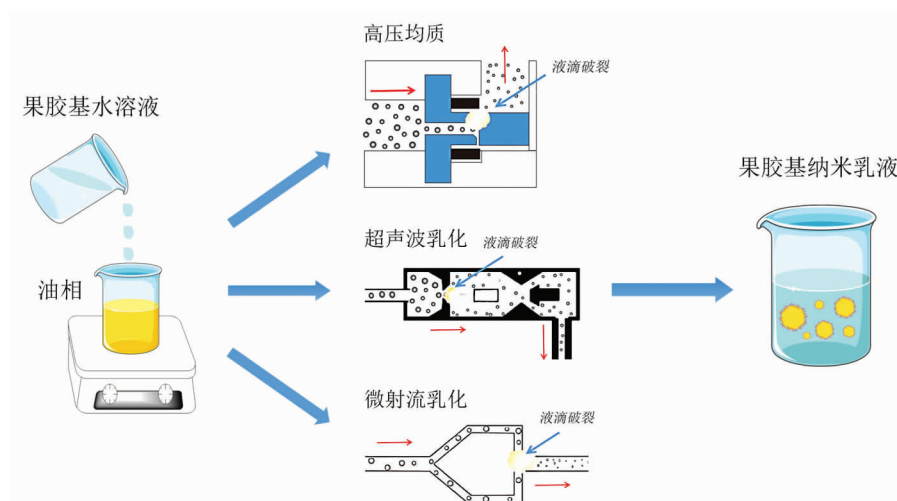 高压均质
液滴破裂
果胶基水溶液
油相
超声波乳化
液滴破裂
微射流乳化
液滴破裂
果胶基纳米乳液